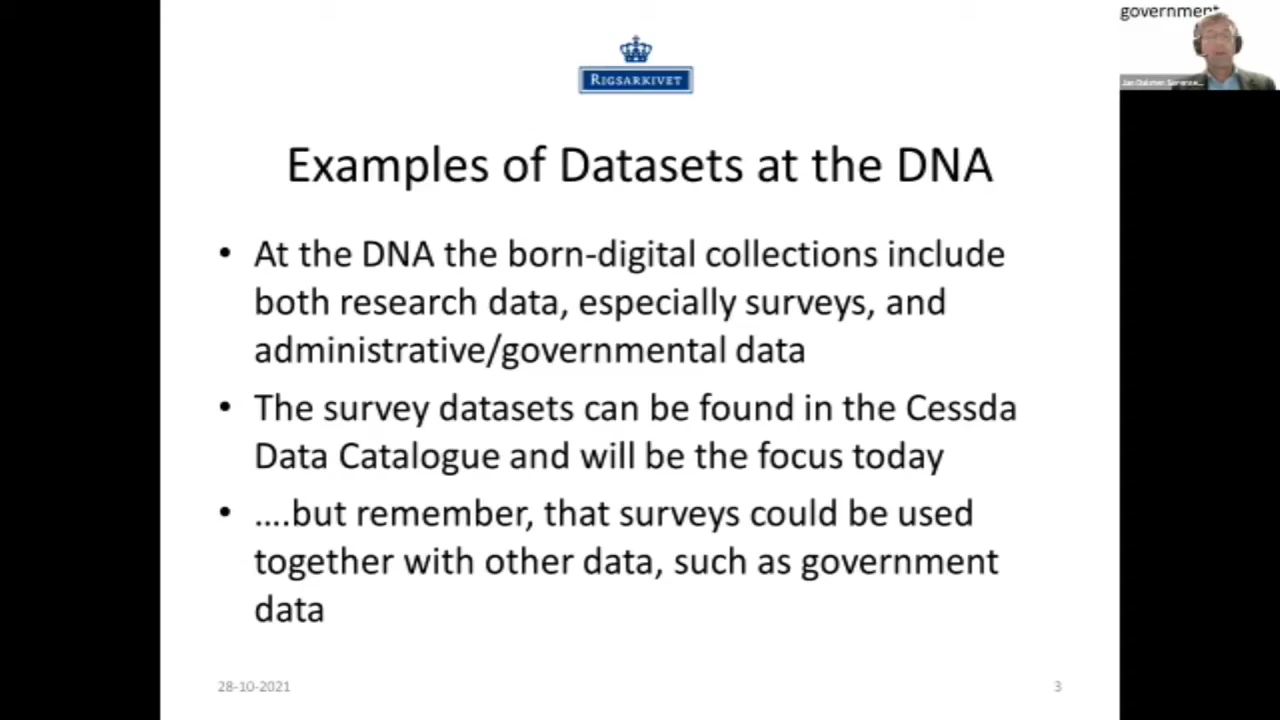 government
RIGSARKIVET
Examples of Datasets at the DNA
• At the DNA the born-digital collections include
both research data, especially surveys, and
administrative/governmental data
• The survey datasets can be found in the Cessda
Data Catalogue and will be the focus today
• ....but remember, that surveys could be used
together with other data, such as government
data
28-10-2021
3